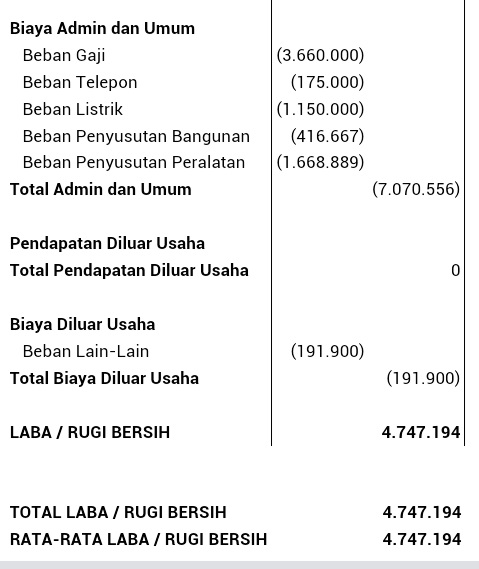 Biaya Admin dan Umum
Beban Gaji (3.660.000)
Beban Telepon (175.000)
Beban Listrik (1.150.000)
Beban Penyusutan Bangunan (416.667)
Beban Penyusutan Peralatan (1.668.889)
Total Admin dan Umum (7.070.556)
Pendapatan Diluar Usaha
Total Pendapatan Diluar Usaha 0
Biaya Diluar Usaha
Beban Lain-Lain (191.900)
Total Biaya Diluar Usaha (191.900)
LABA / RUGI BERSIH 4.747.194
TOTAL LABA / RUGI BERSIH 4.747.194
RATA-RATA LABA / RUGI BERSIH 4.747.194